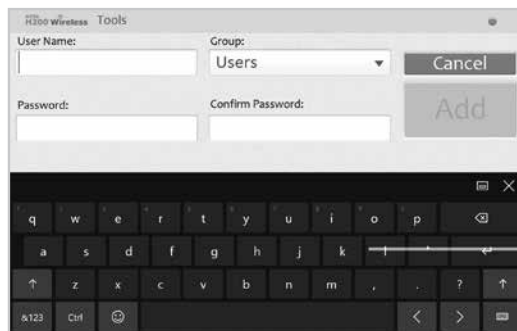 H200 Wireless Tools
User Name:
Group:
Users
Cancel
Password:
Confirm Password:
Add
q w e r t y u i o p
a s d f g h j k l '
z x c v b n m , . ?
&123 Ctrl